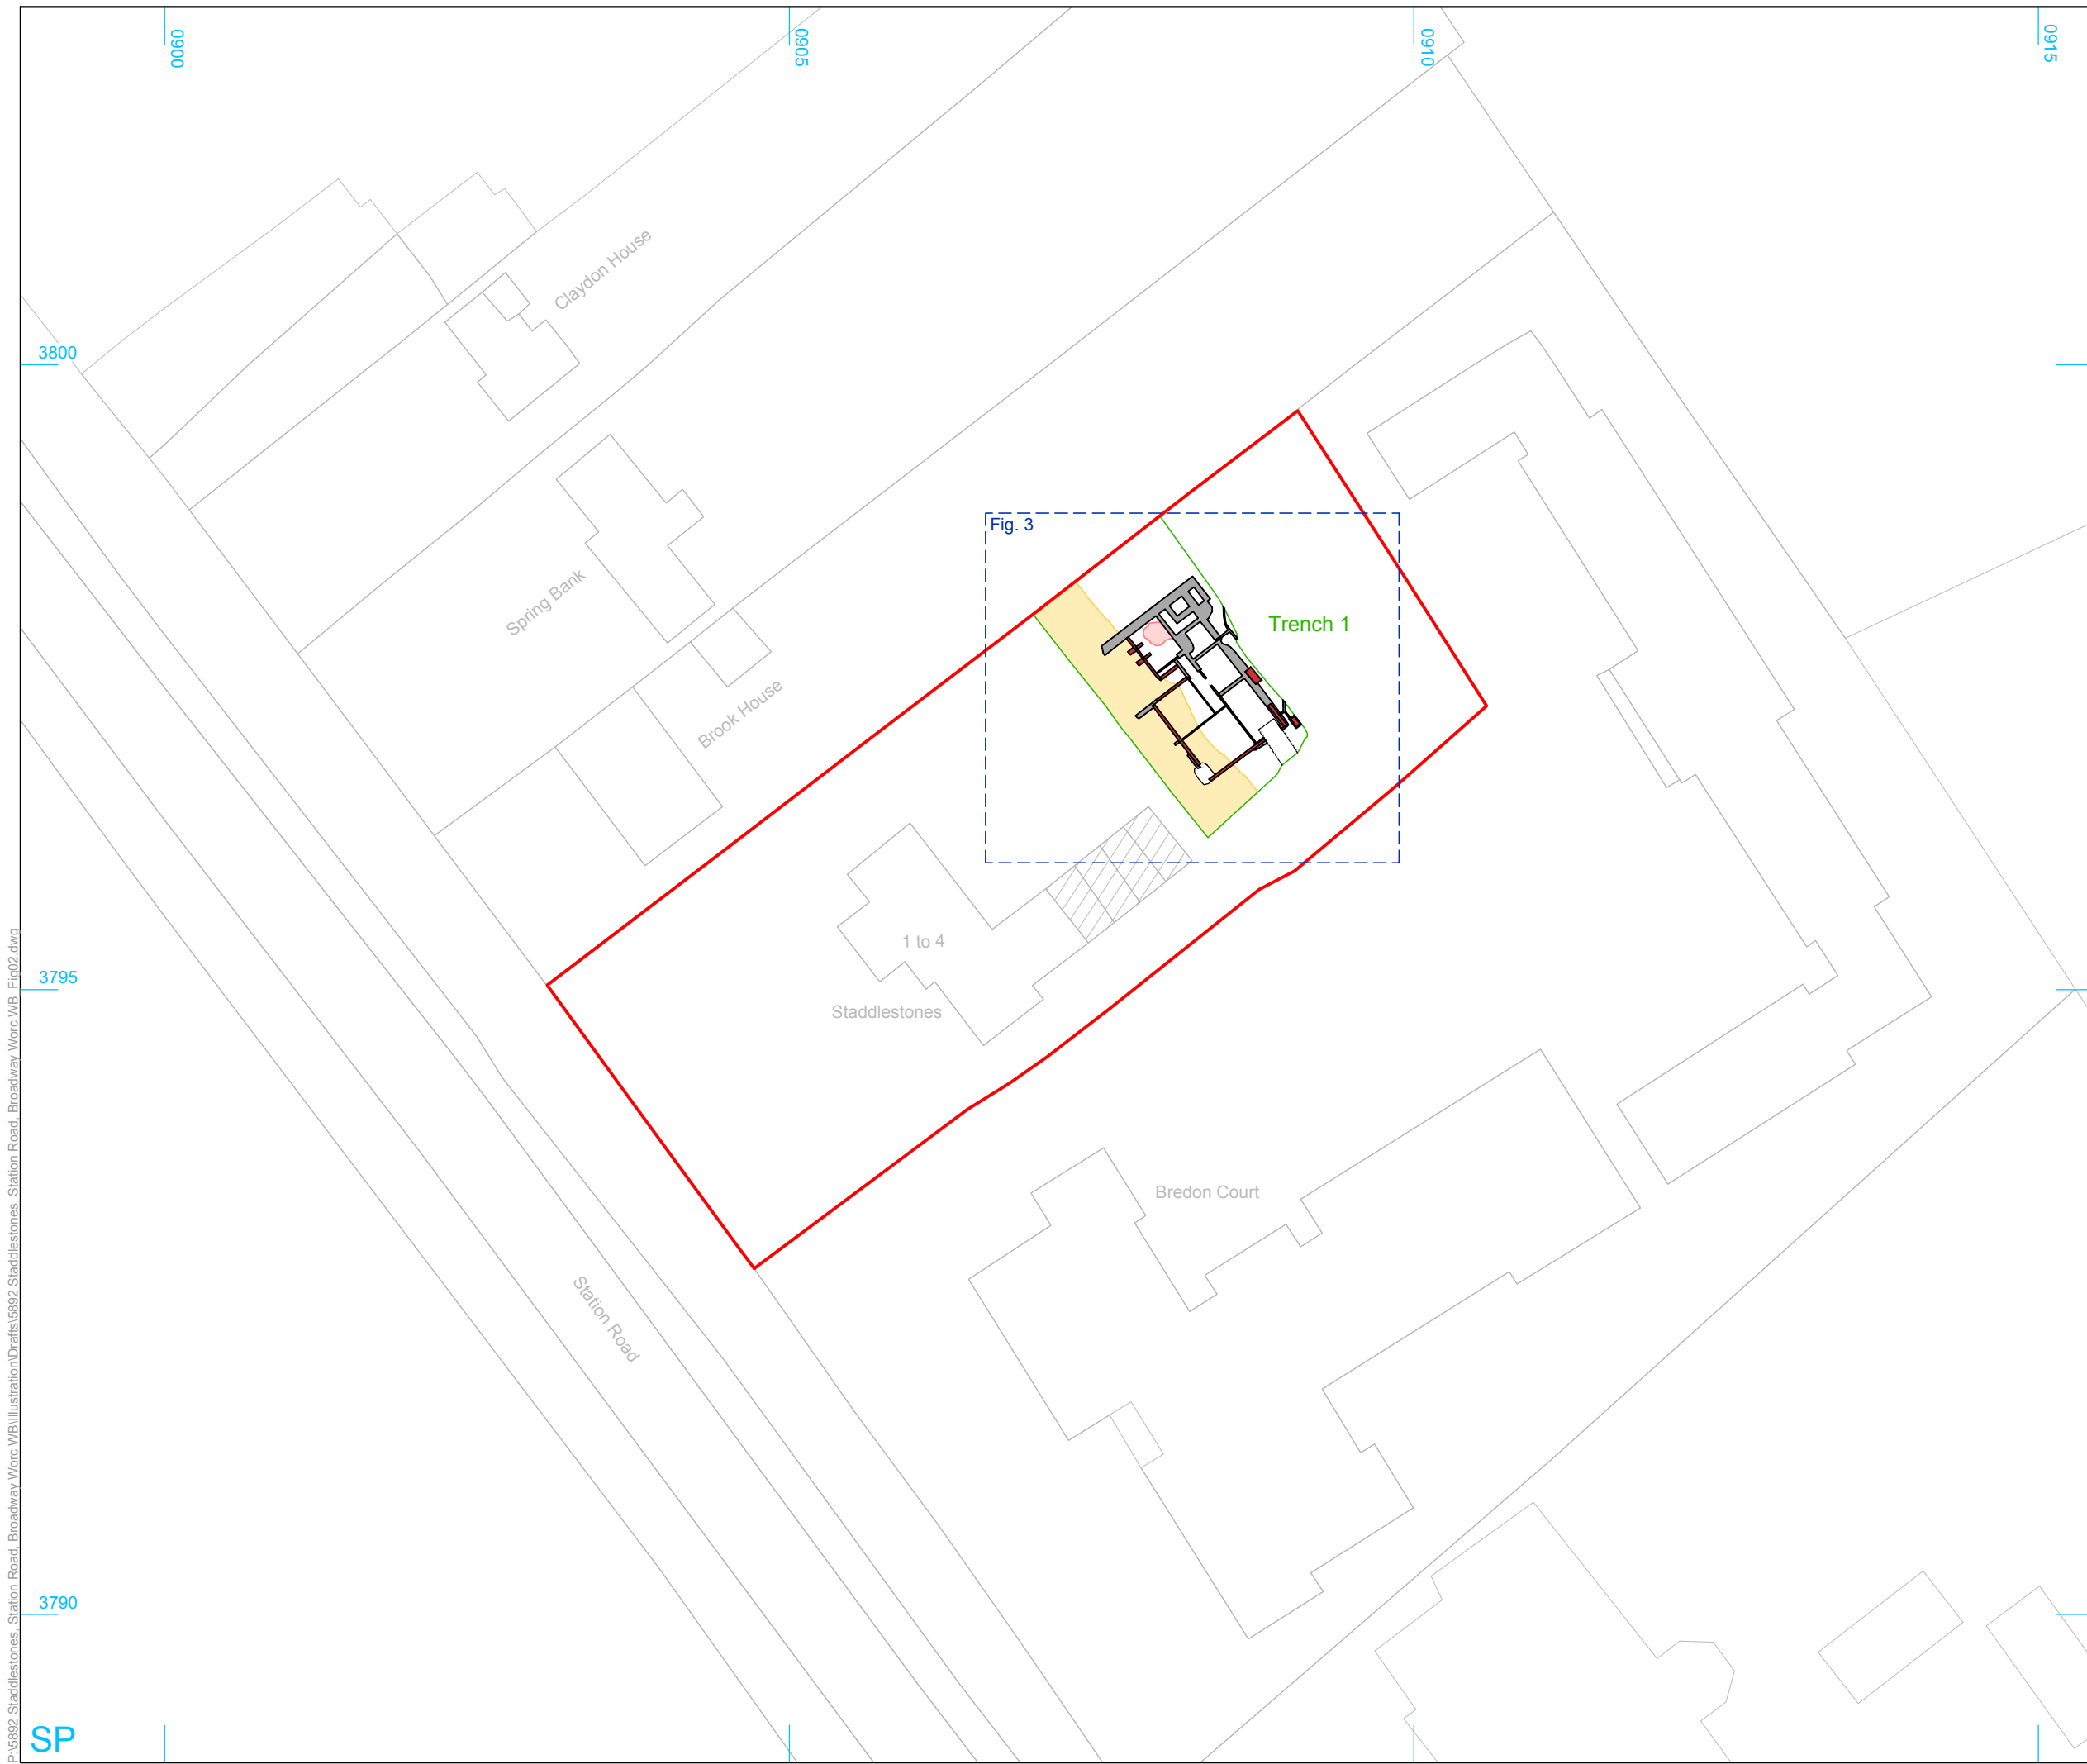 0900
0905
0910
0915
Claydon House
3800
Fig. 3
Spring Bank
Trench 1
Brook House
1 to 4
3795
Staddlestones
Bredon Court
Station Road
3790
SP
P:\5892 Staddlestones, Station Road, Broadway Worc WB\Illustration\Drafts\5892 Staddlestones, Station Road, Broadway Worc WB_Fig02.dwg